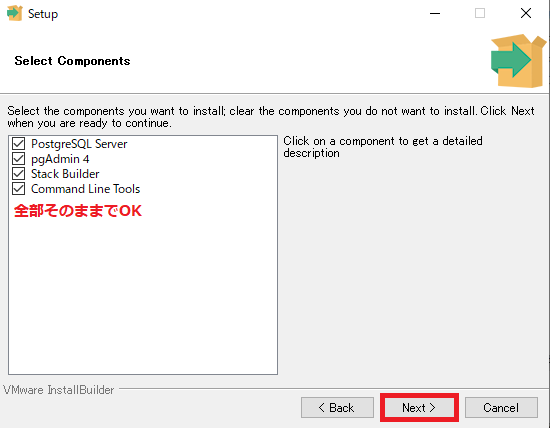 Setup
Select Components
Select the components you want to install; clear the components you do not want to install. Click Next
when you are ready to continue.
PostgreSQL Server
pgAdmin 4
Stack Builder
Command Line Tools
全部そのままでOK
Click on a component to get a detailed
description
VMware InstallBuilder
< Back
Next >
Cancel